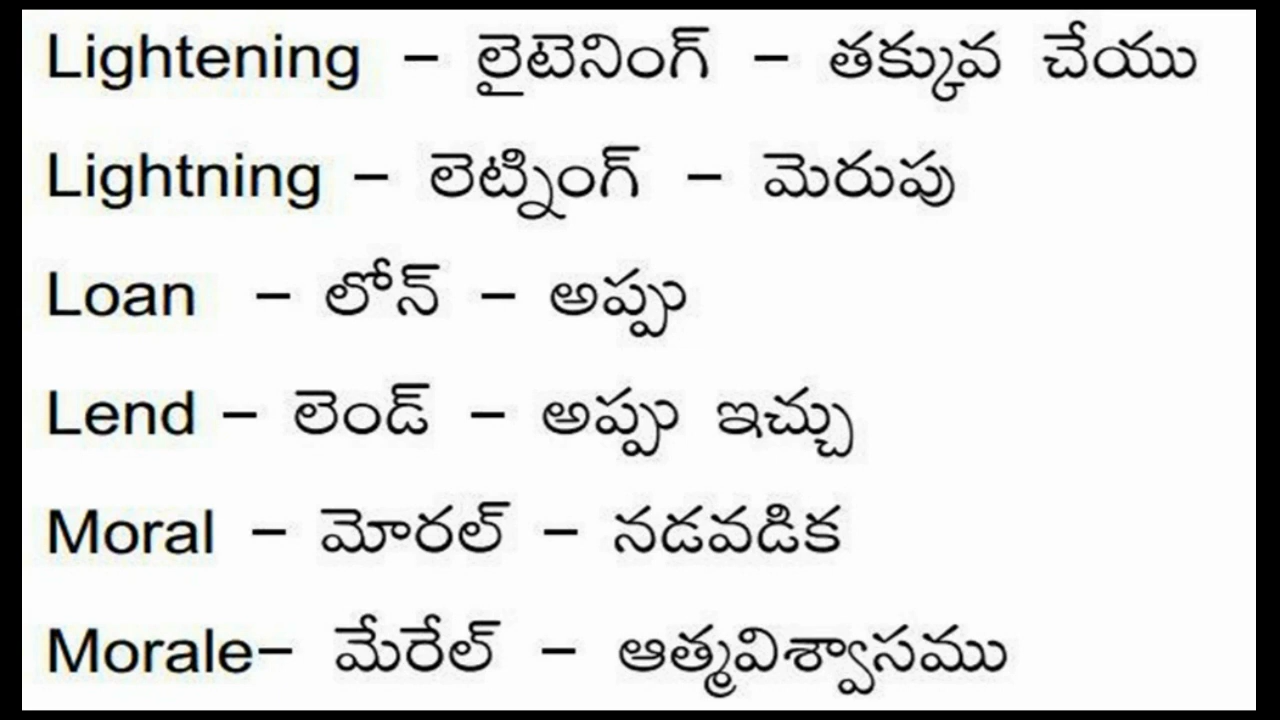 Lightening – లైటెనింగ్ – తక్కువ చేయు
Lightning – లెట్నింగ్ – మెరుపు
Loan – లోన్ – అప్పు
Lend – లెండ్ – అప్పు ఇచ్చు
Moral – మోరల్ – నడవడిక
Morale– మేరేల్ – ఆత్మవిశ్వాసము